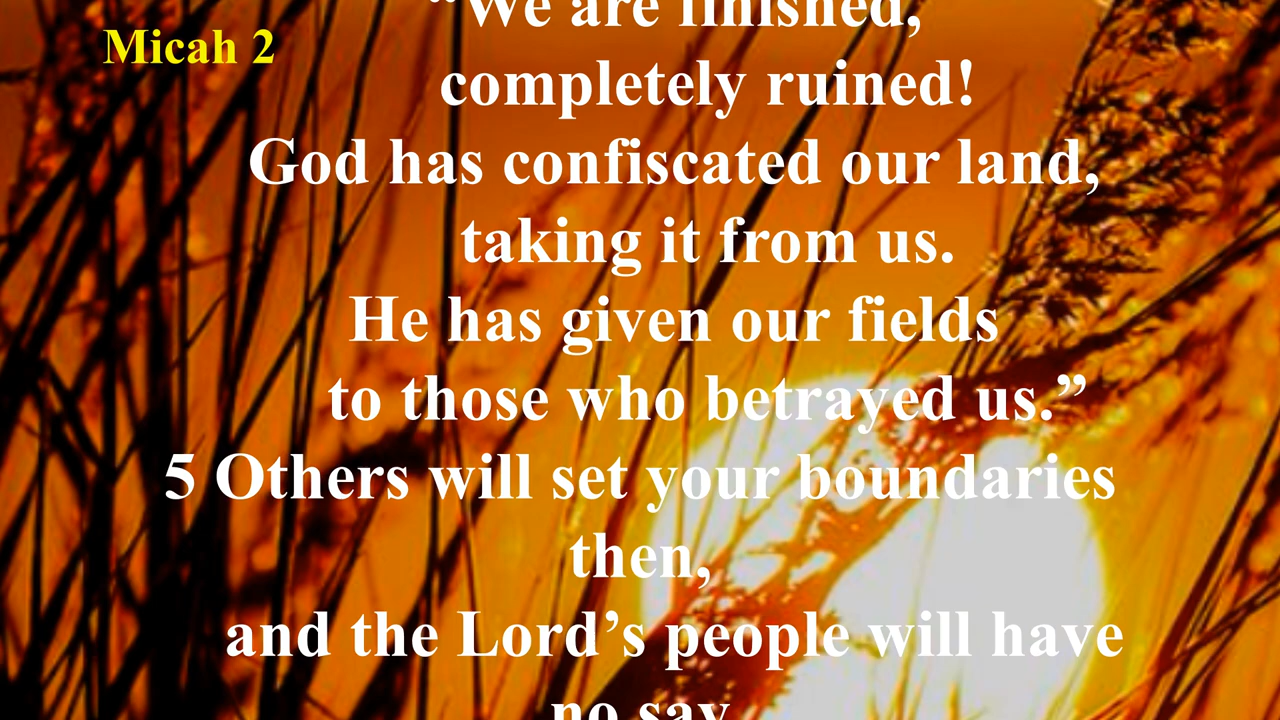 Micah 2
“We are finished,
completely ruined!
God has confiscated our land,
taking it from us.
He has given our fields
to those who betrayed us.”
5 Others will set your boundaries
then,
and the Lord’s people will have
no say